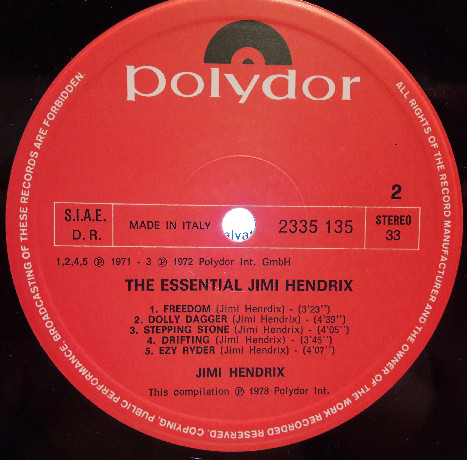 polydor
2
S.I.A.E.
D.R.
MADE IN ITALY
2335 135
STEREO
33
1,2,4,5 ℗ 1971 - 3 ℗ 1972 Polydor Int. GmbH
THE ESSENTIAL JIMI HENDRIX
1. FREEDOM (Jimi Henrdix) - (3'23'')
2. DOLLY DAGGER (Jimi Hendrix) - (4'39'')
3. STEPPING STONE (Jimi Hendrix) - (4'05'')
4. DRIFTING (Jimi Hendrix) - (3'45'')
5. EZY RYDER (Jimi Hendrix) - (4'07'')
JIMI HENDRIX
This compilation ℗ 1978 Polydor Int.
ALL RIGHTS OF THE RECORD MANUFACTURER AND THE OWNER OF THE WORK RECORDED RESERVED. COPYING, PUBLIC PERFORMANCE, BROADCASTING OF THESE RECORDS ARE FORBIDDEN.